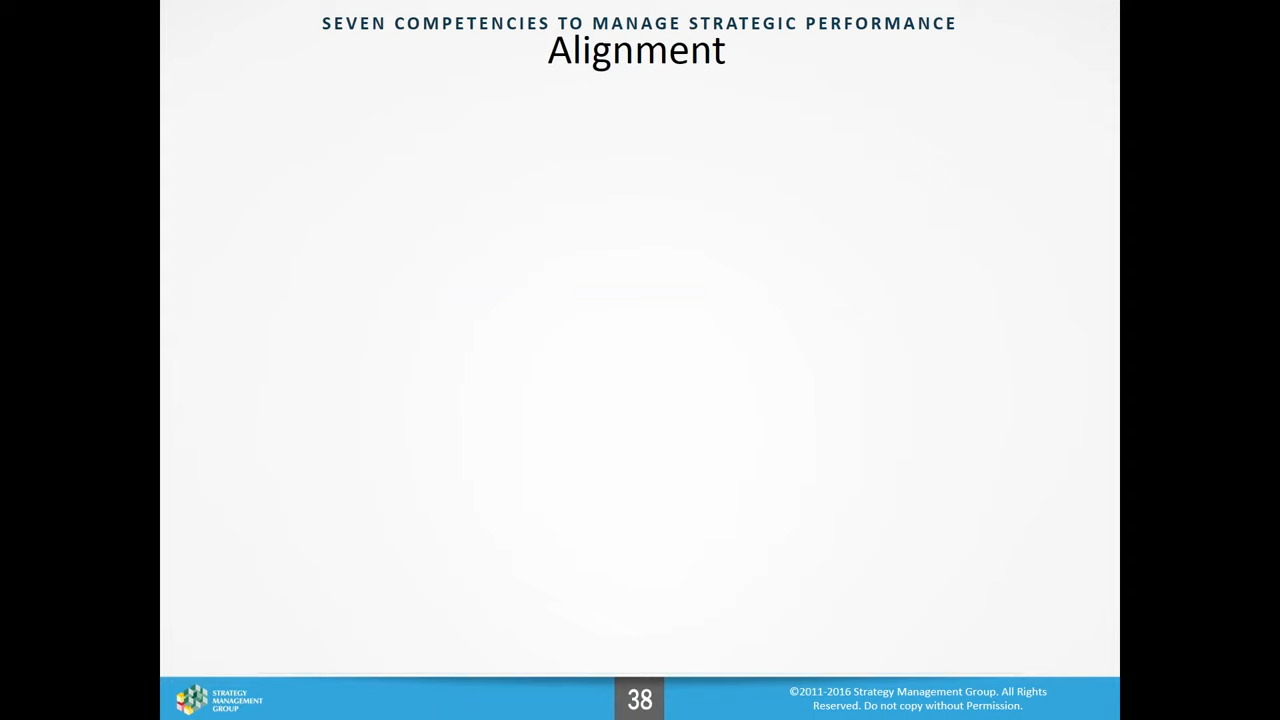 SEVEN COMPETENCIES TO MANAGE STRATEGIC PERFORMANCE
Alignment
STRATEGY
MANAGEMENT
GROUP
38
©2011-2016 Strategy Management Group. All Rights
Reserved. Do not copy without Permission.